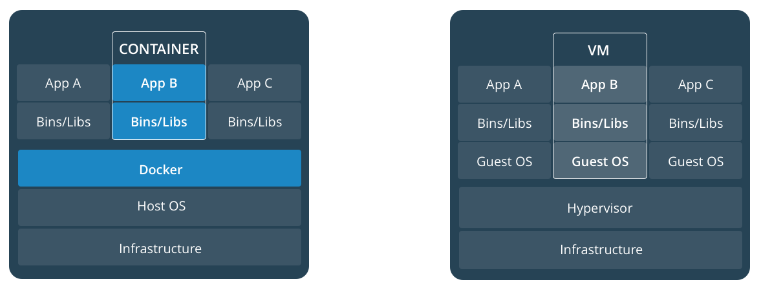 CONTAINER
App A App B App C
Bins/Libs Bins/Libs Bins/Libs
Docker
Host OS
Infrastructure
VM
App A App B App C
Bins/Libs Bins/Libs Bins/Libs
Guest OS Guest OS Guest OS
Hypervisor
Infrastructure